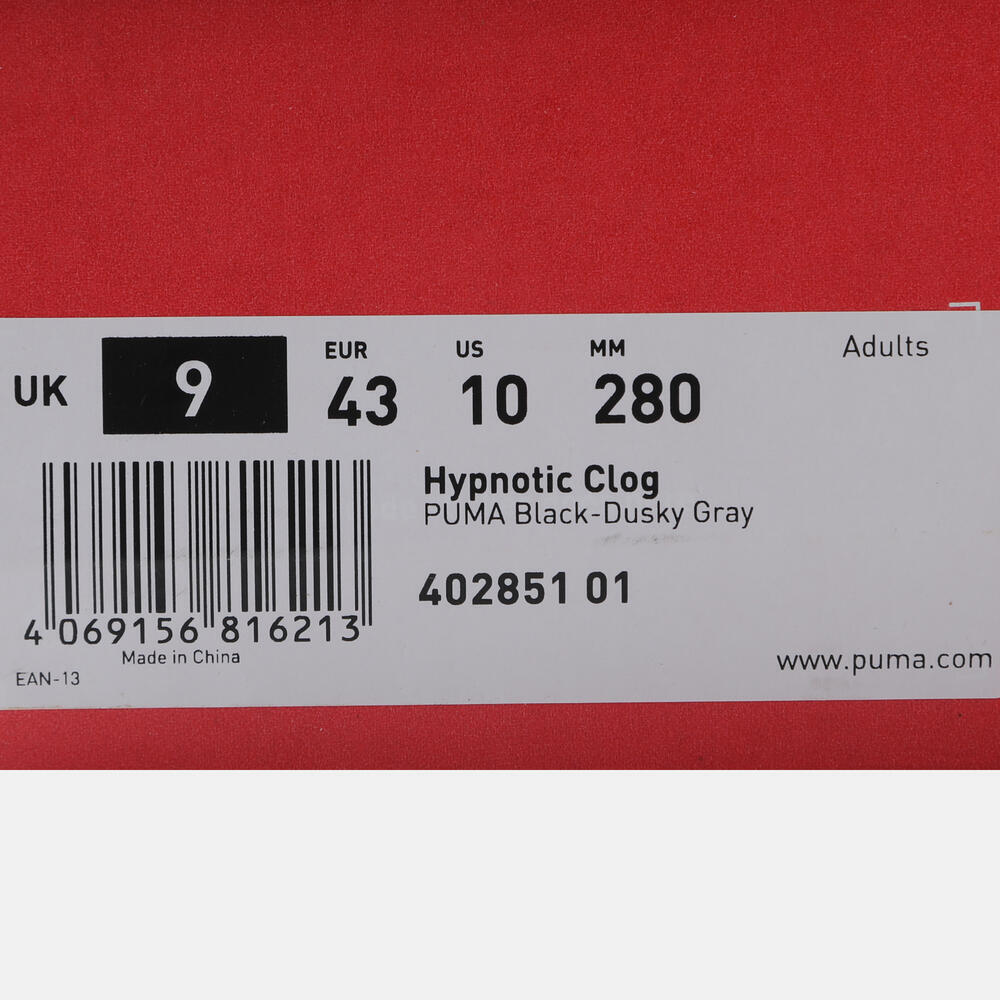 UK 9
EUR 43
US 10
MM 280
Adults
Hypnotic Clog
PUMA Black-Dusky Gray
402851 01
4 069156 816213
Made in China
EAN-13
www.puma.com